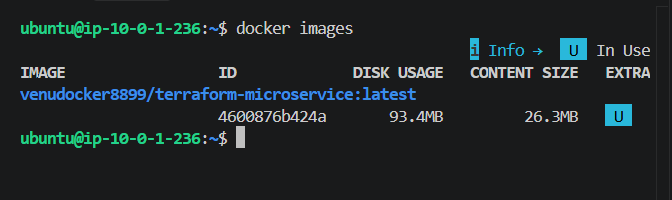 ubuntu@ip-10-0-1-236:~$ docker images
i Info → U In Use
IMAGE ID DISK USAGE CONTENT SIZE EXTRA
venudocker8899/terraform-microservice:latest
4600876b424a 93.4MB 26.3MB U
ubuntu@ip-10-0-1-236:~$